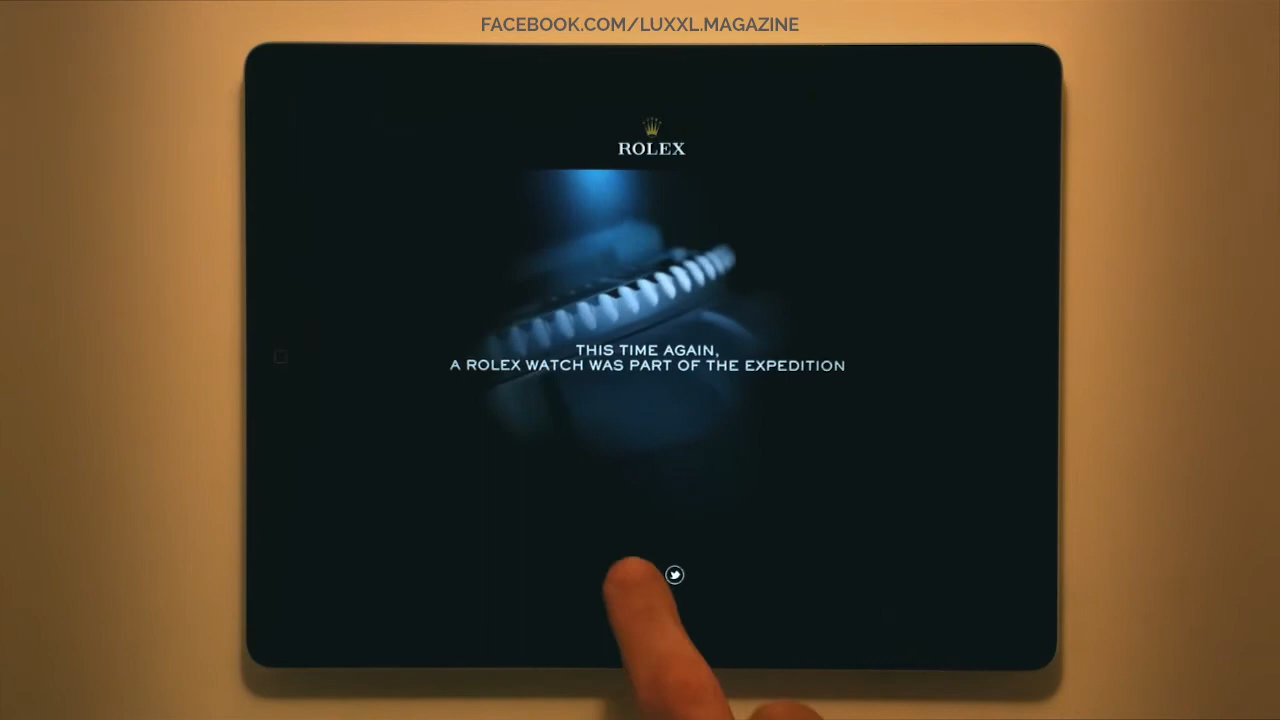 FACEBOOK.COM/LUXXL.MAGAZINE
ROLEX
THIS TIME AGAIN,
A ROLEX WATCH WAS PART OF THE EXPEDITION